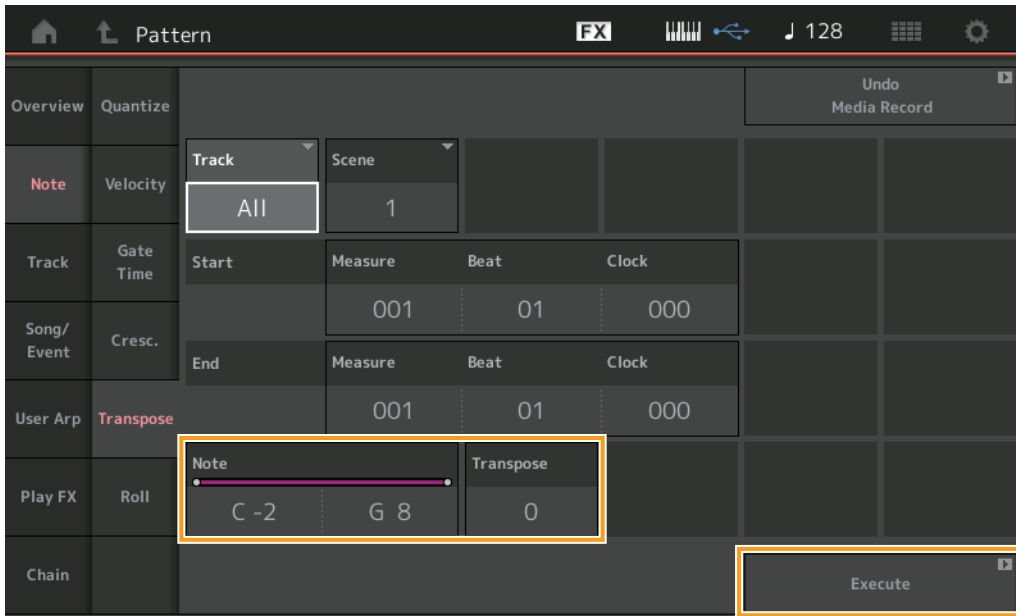 Pattern
FX
♩ 128
Undo
Media Record
Overview
Quantize
Note
Velocity
Track
Gate
Time
Song/
Event
Cresc.
User Arp
Transpose
Play FX
Roll
Chain
Track
All
Scene
1
Start
Measure Beat Clock
001 01 000
End
Measure Beat Clock
001 01 000
Note
C -2 G 8
Transpose
0
Execute